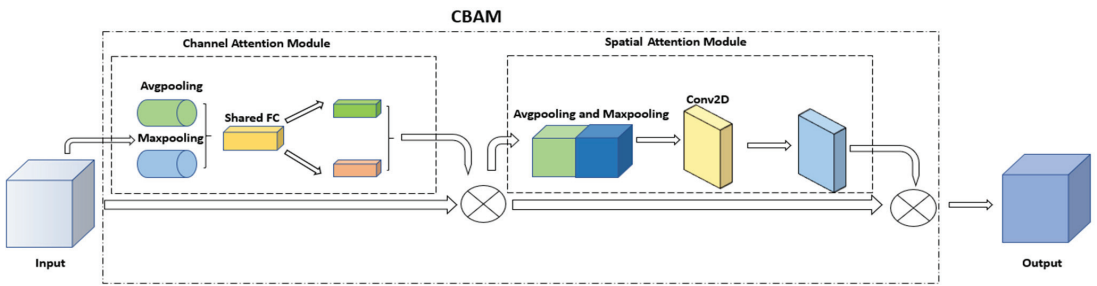 CBAM
Channel Attention Module
Spatial Attention Module
Avgpooling
Shared FC
Maxpooling
Avgpooling and Maxpooling
Conv2D
Input
Output